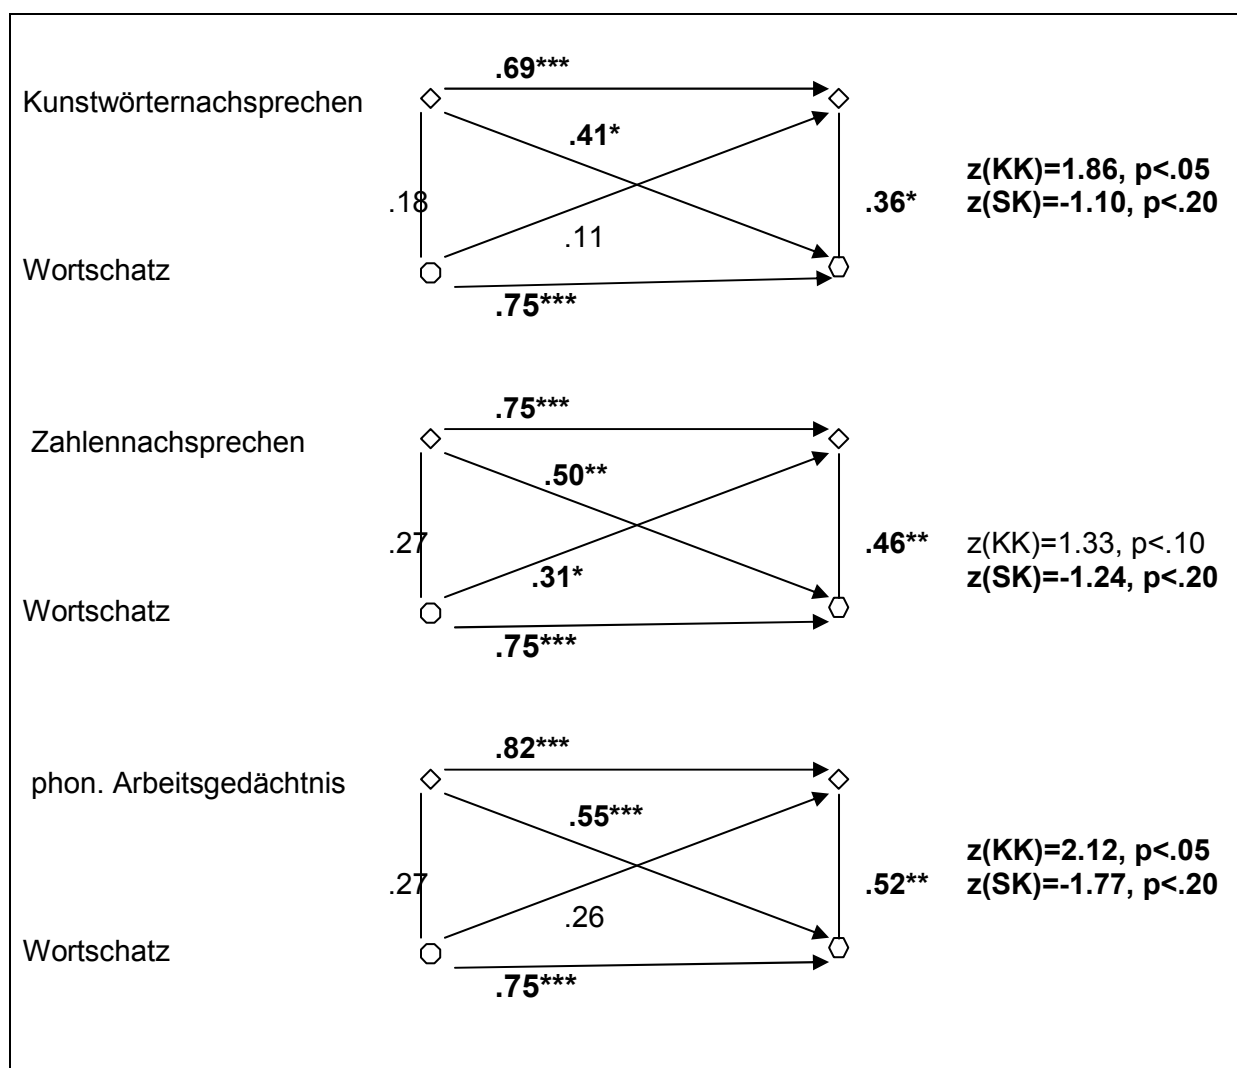 .69***
Kunstwörternachsprechen
.41*
z(KK)=1.86, p<.05
.18
.36*
z(SK)=-1.10, p<.20
.11
Wortschatz
.75***
.75***
Zahlennachsprechen
.50**
.27
.46**
z(KK)=1.33, p<.10
.31*
z(SK)=-1.24, p<.20
Wortschatz
.75***
.82***
phon. Arbeitsgedächtnis
.55***
z(KK)=2.12, p<.05
.27
.52**
z(SK)=-1.77, p<.20
.26
Wortschatz
.75***